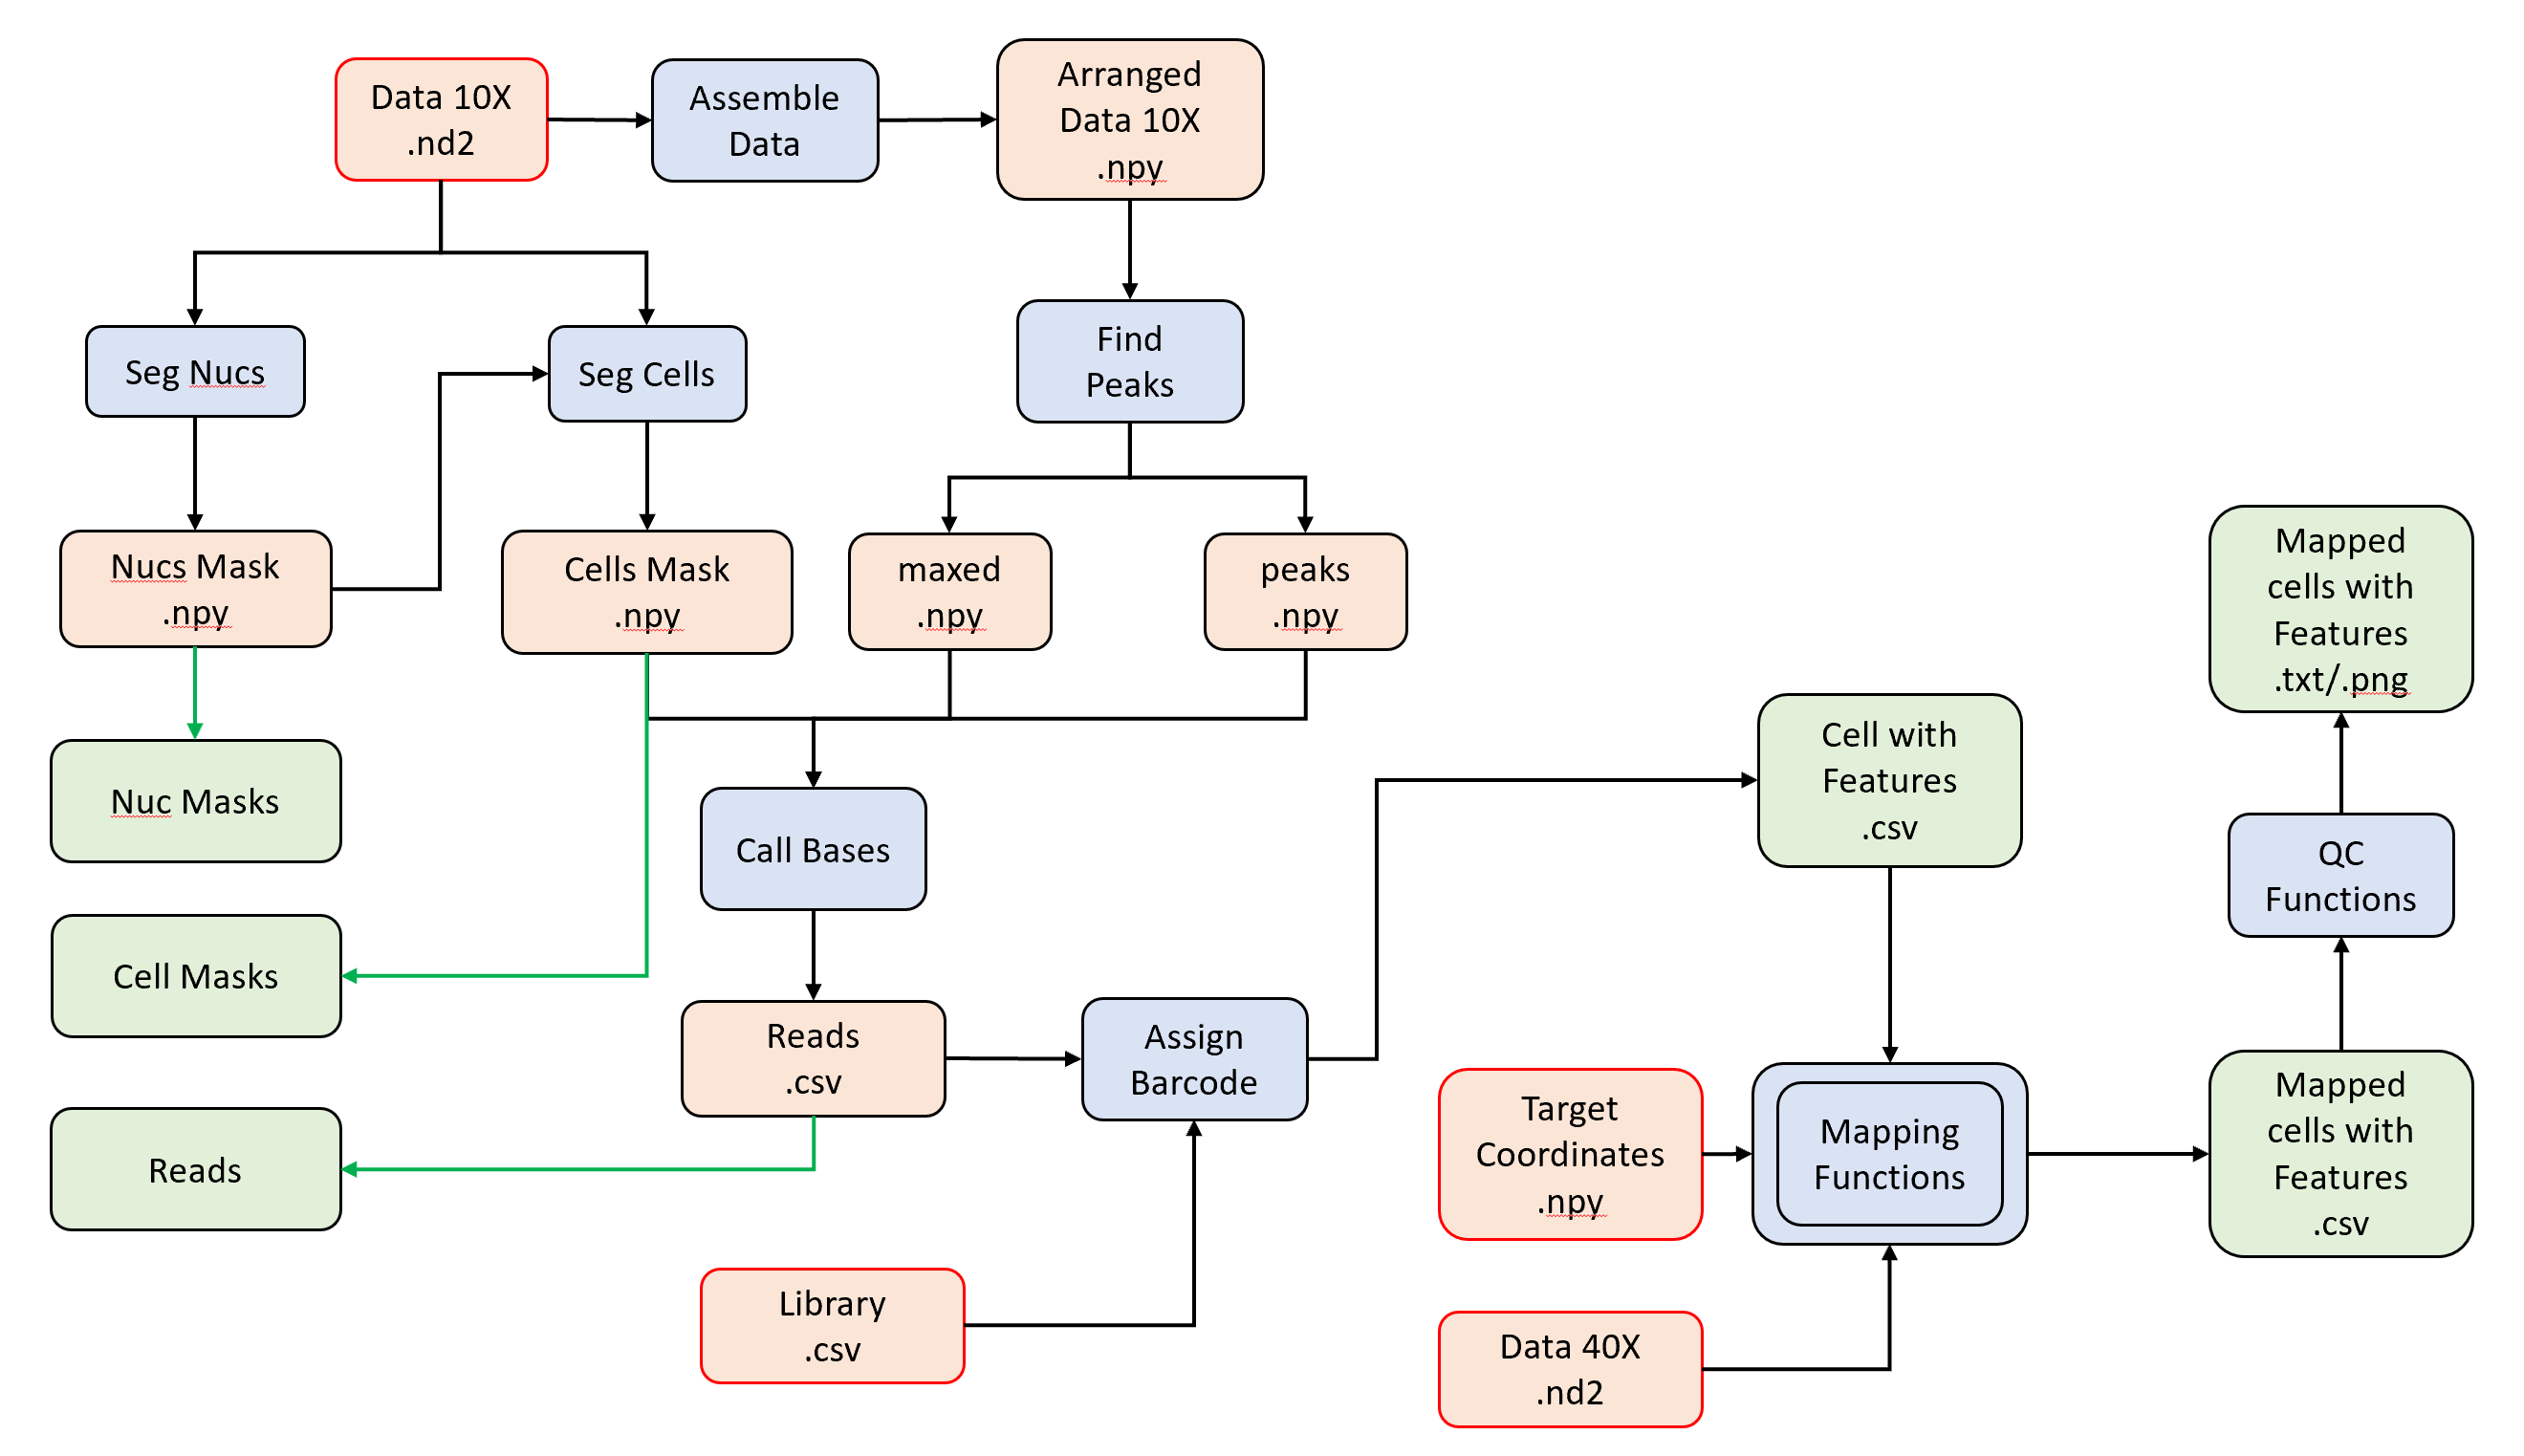 Data 10X
.nd2
Assemble
Data
Arranged
Data 10X
.npy
Seg Nucs
Seg Cells
Find
Peaks
Nucs Mask
.npy
Cells Mask
.npy
maxed
.npy
peaks
.npy
Mapped
cells with
Features
.txt/.png
Nuc Masks
Call Bases
Cell with
Features
.csv
QC
Functions
Cell Masks
Reads
.csv
Assign
Barcode
Reads
Target
Coordinates
.npy
Mapping
Functions
Mapped
cells with
Features
.csv
Library
.csv
Data 40X
.nd2